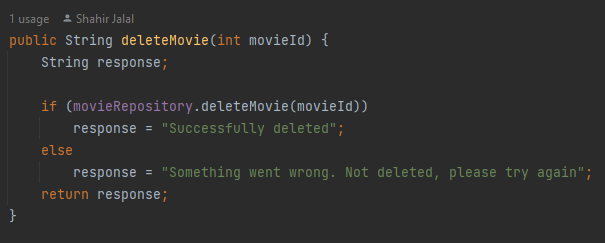 1 usage Shahir Jalal
public String deleteMovie(int movieId) {
    String response;
    if (movieRepository.deleteMovie(movieId))
        response = "Successfully deleted";
    else
        response = "Something went wrong. Not deleted, please try again";
    return response;
}